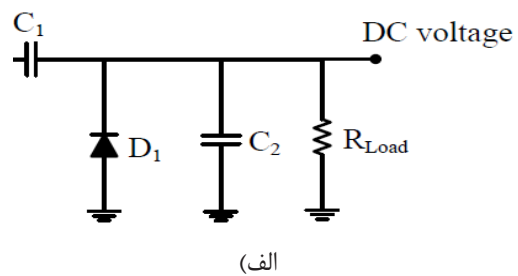 C1
DC voltage
D1
C2
RLoad
الف)